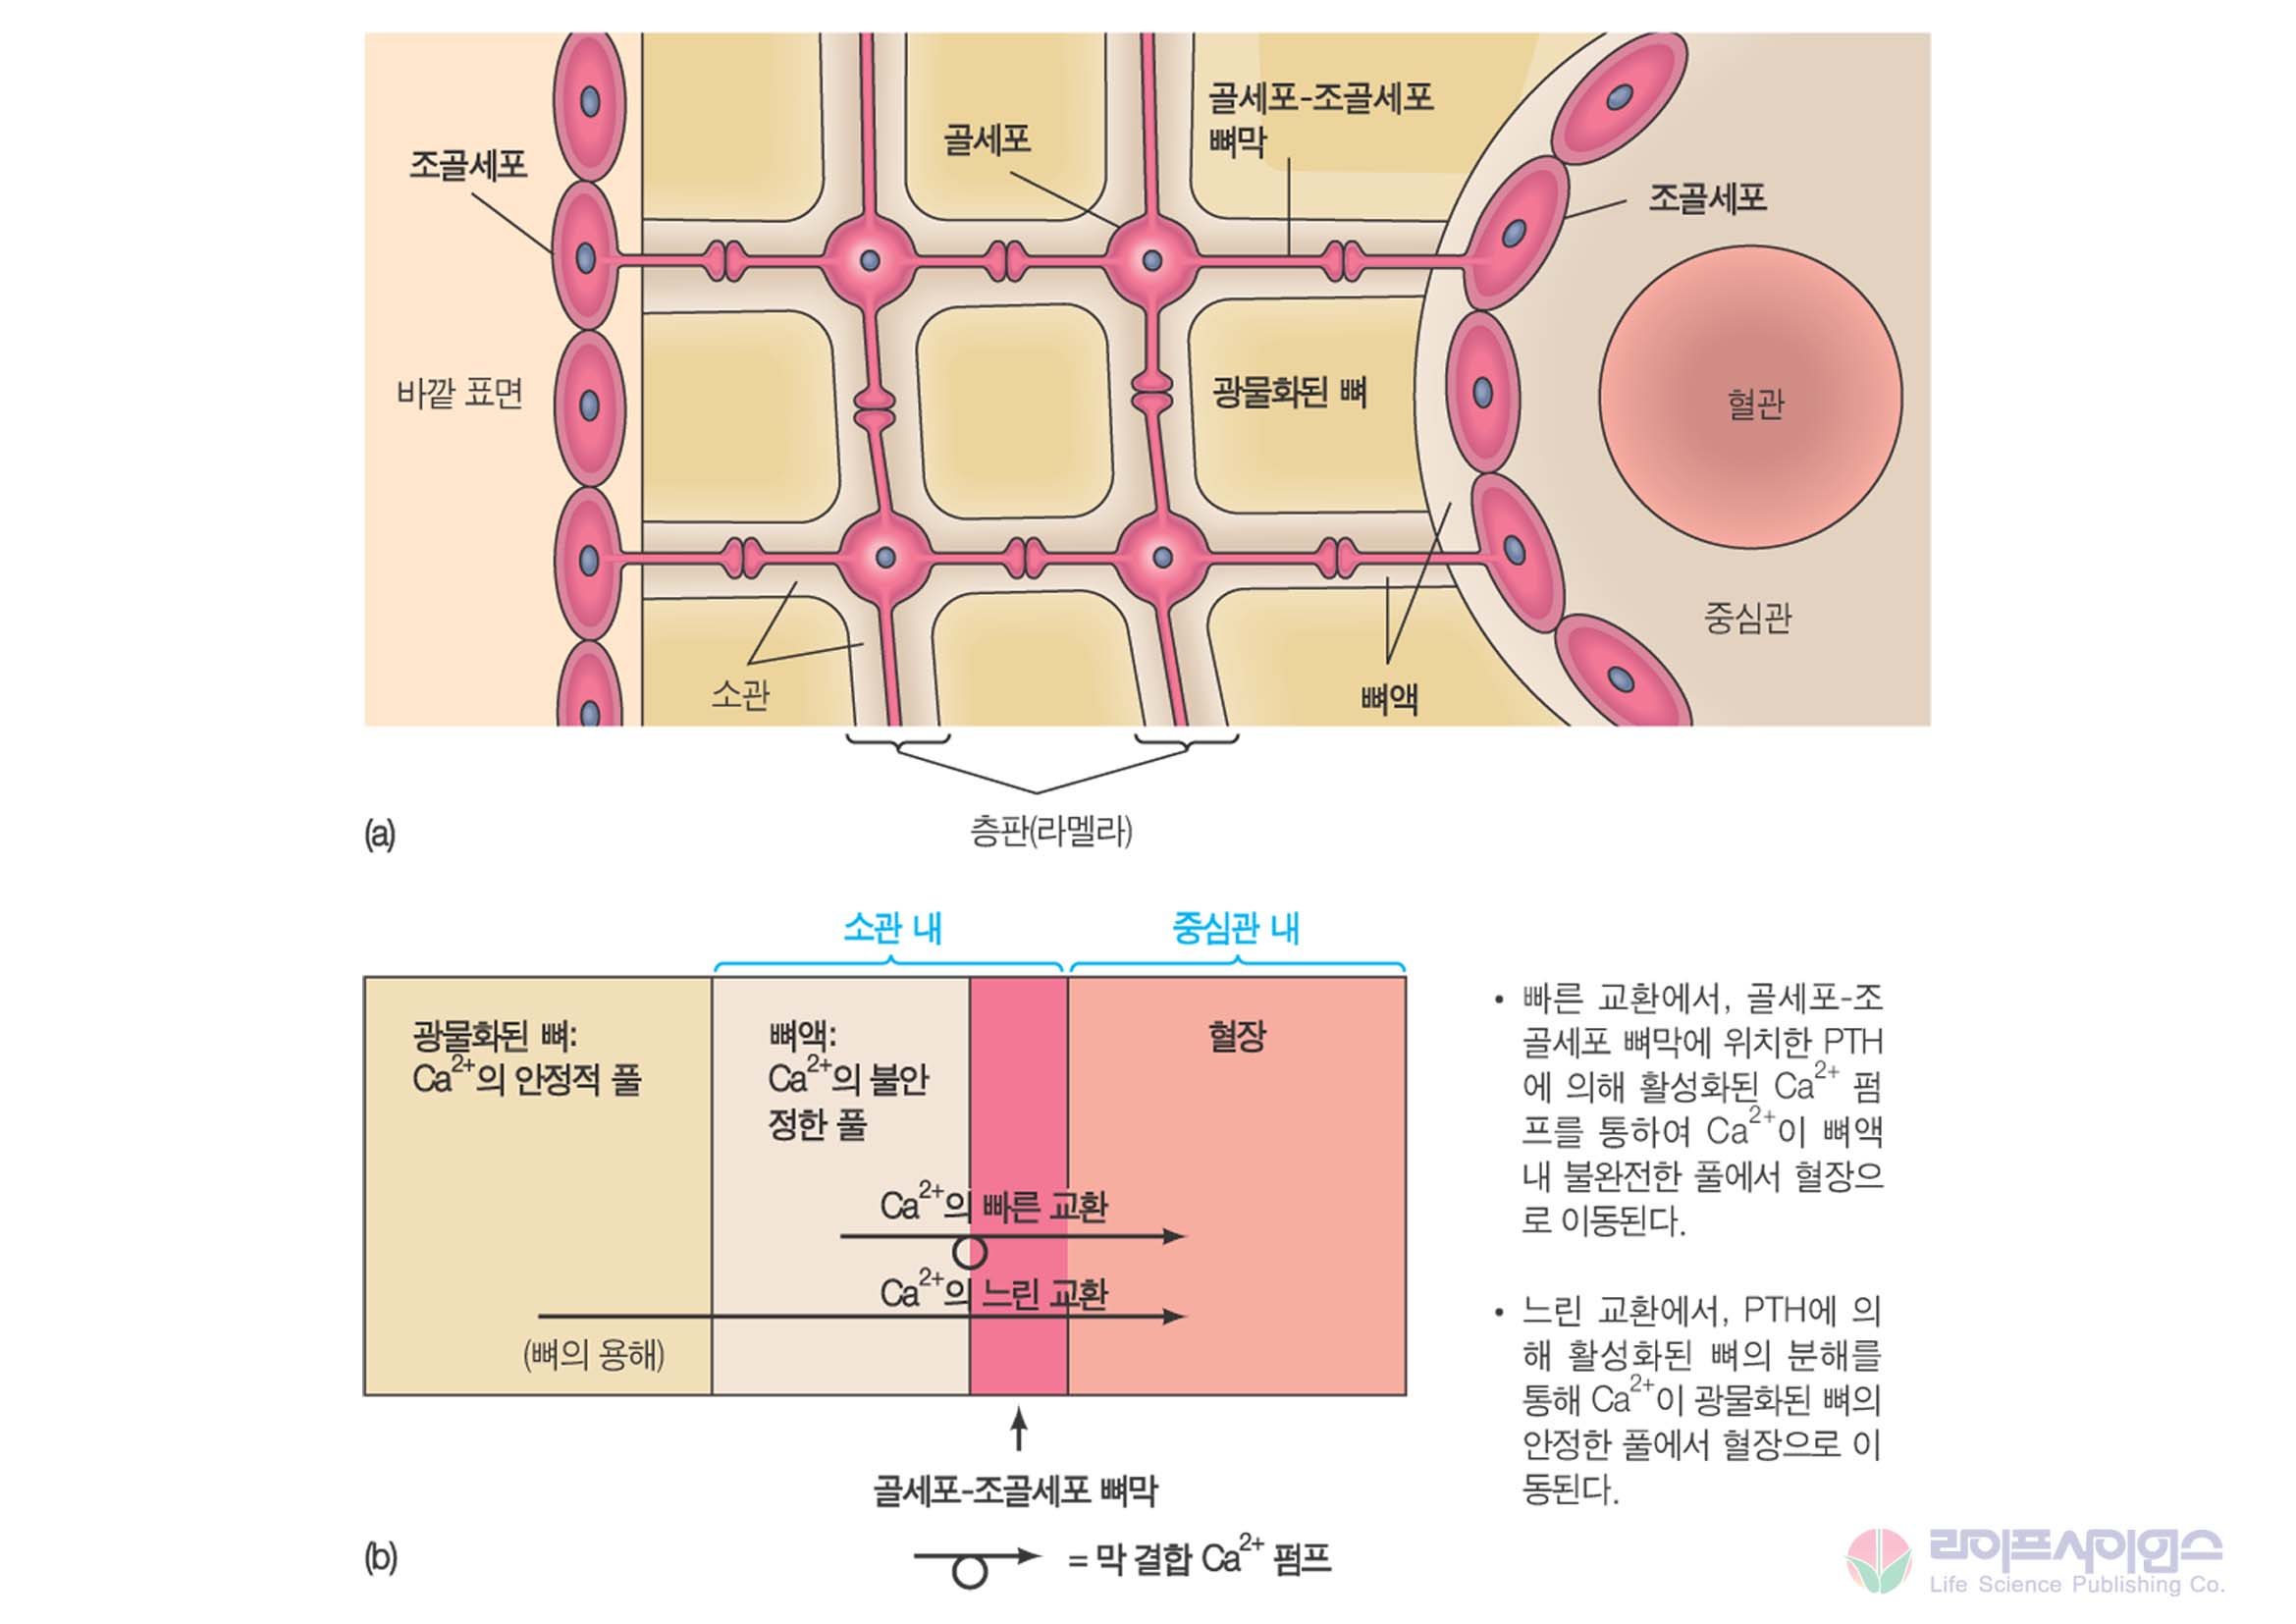 골세포-조골세포
뼈막
골세포
조골세포
조골세포
바깥 표면
광물화된 뼈
혈관
중심관
소관
뼈액
층판(라멜라)
(a)
소관 내
중심관 내
광물화된 뼈:
Ca2+의 안정적 풀
뼈액:
Ca2+의 불안
정한 풀
혈장
Ca2+의 빠른 교환
Ca2+의 느린 교환
(뼈의 용해)
골세포-조골세포 뼈막
= 막 결합 Ca2+ 펌프
(b)
• 빠른 교환에서, 골세포-조
골세포 뼈막에 위치한 PTH
에 의해 활성화된 Ca2+ 펌
프를 통하여 Ca2+이 뼈액
내 불완전한 풀에서 혈장으
로 이동된다.
• 느린 교환에서, PTH에 의
해 활성화된 뼈의 분해를
통해 Ca2+이 광물화된 뼈의
안정한 풀에서 혈장으로 이
동된다.
라이프사이언스
Life Science Publishing Co.